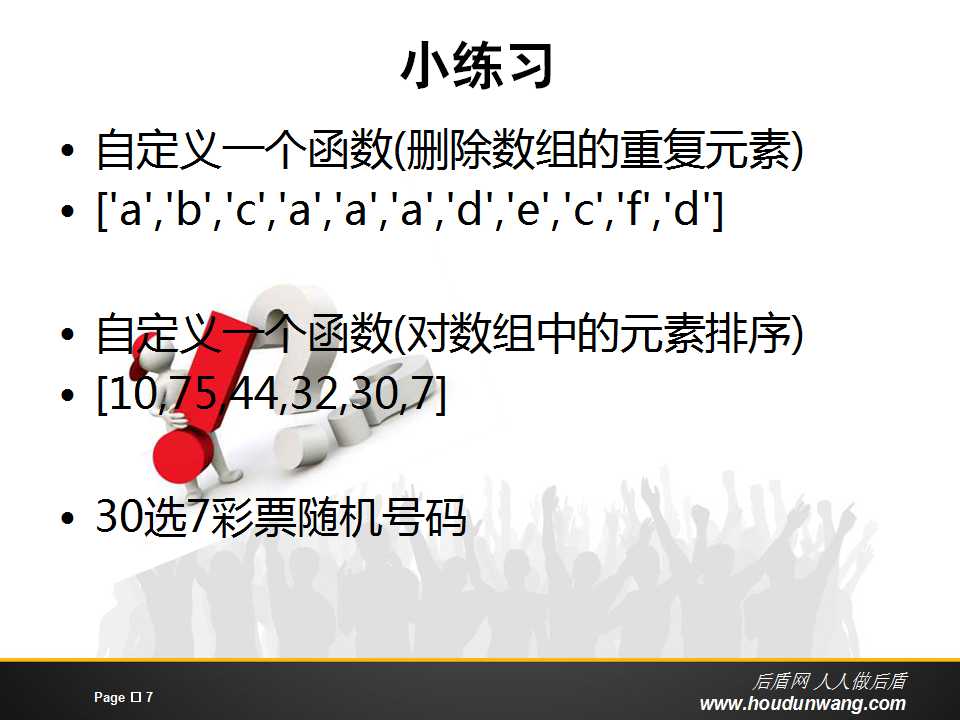 小练习
• 自定义一个函数(删除数组的重复元素)
• ['a','b','c','a','a','a','d','e','c','f','d']
• 自定义一个函数(对数组中的元素排序)
• [10,75,44,32,30,7]
• 30选7彩票随机号码
Page □ 7
后盾网 人人做后盾
www.houdunwang.com